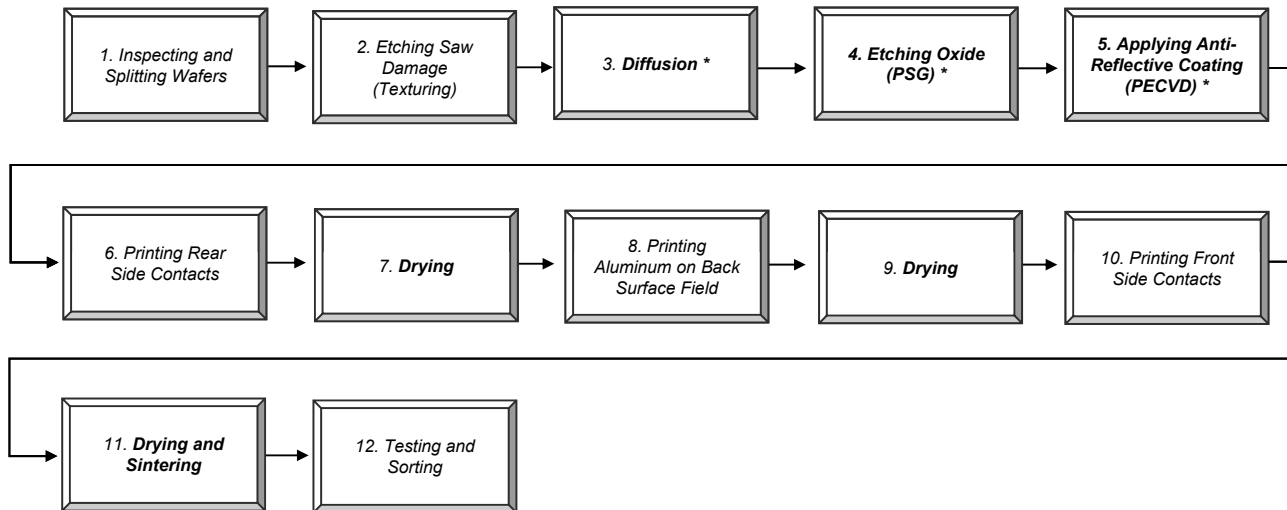 1. Inspecting and
Splitting Wafers
2. Etching Saw
Damage
(Texturing)
3. Diffusion *
4. Etching Oxide
(PSG) *
5. Applying Anti-
Reflective Coating
(PECVD) *
6. Printing Rear
Side Contacts
7. Drying
8. Printing
Aluminum on Back
Surface Field
9. Drying
10. Printing Front
Side Contacts
11. Drying and
Sintering
12. Testing and
Sorting